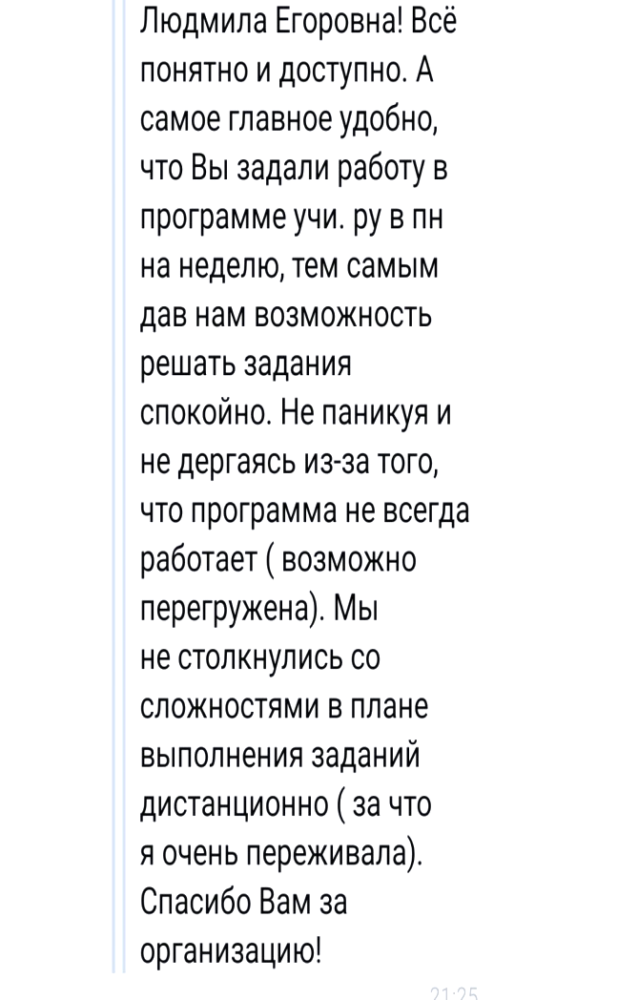 Людмила Егоровна! Всё
понятно и доступно. А
самое главное удобно,
что Вы задали работу в
программе учи. ру в пн
на неделю, тем самым
дав нам возможность
решать задания
спокойно. Не паникуя и
не дергаясь из-за того,
что программа не всегда
работает ( возможно
перегружена). Мы
не столкнулись со
сложностями в плане
выполнения заданий
дистанционно ( за что
я очень переживала).
Спасибо Вам за
организацию!
21:25